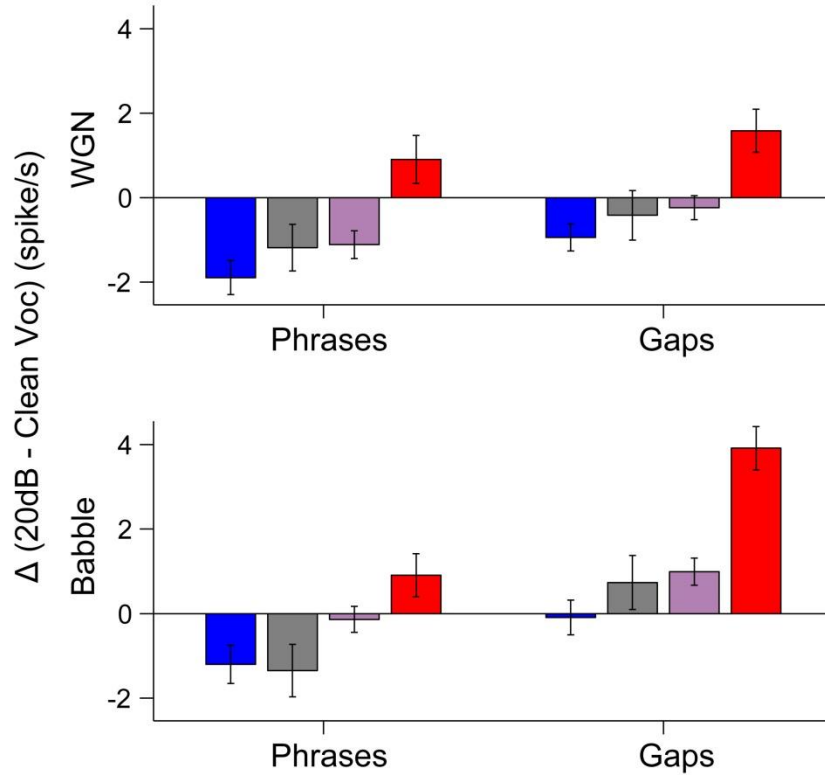 Δ (20dB - Clean Voc) (spike/s)
WGN
4
2
0
-2
Phrases Gaps
Babble
4
2
0
-2
Phrases Gaps